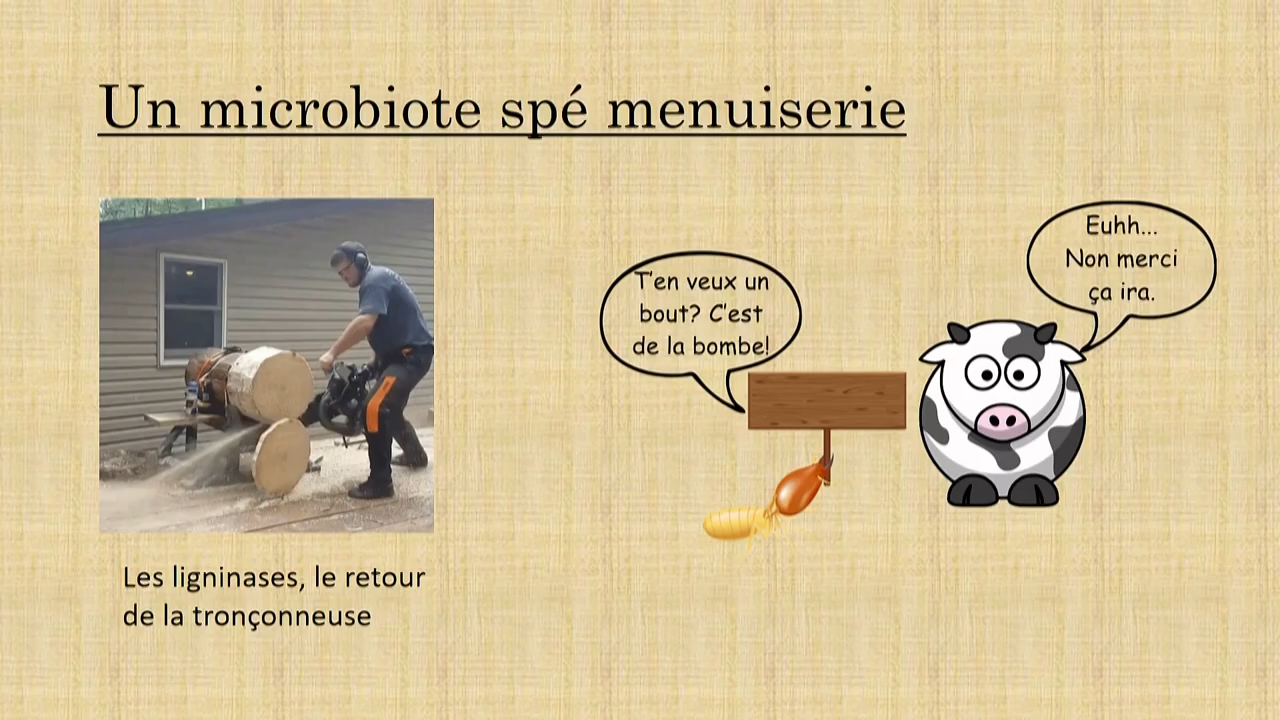 Un microbiote spé menuiserie
T'en veux un
bout? C'est
de la bombe!
Euhh...
Non merci
ça ira.
Les ligninases, le retour
de la tronçonneuse